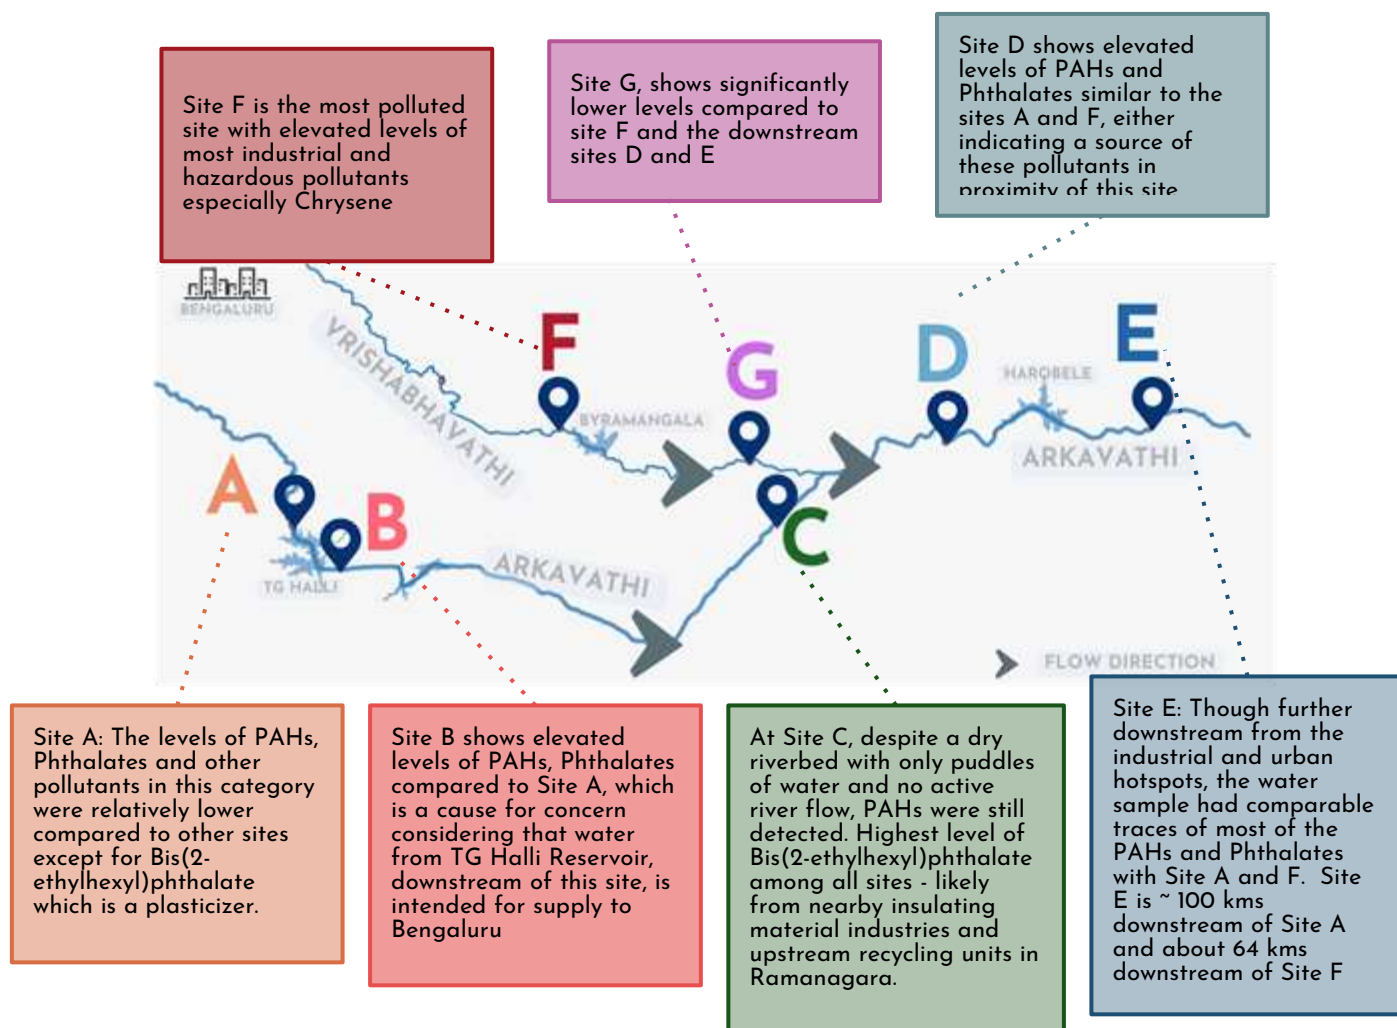 Site F is the most polluted
site with elevated levels of
most industrial and
hazardous pollutants
especially Chrysene
Site G, shows significantly
lower levels compared to
site F and the downstream
sites D and E
Site D shows elevated
levels of PAHs and
Phthalates similar to the
sites A and F, either
indicating a source of
these pollutants in
proximity of this site
BENGALURU
VRISHABHAVATHI
F
BYRAMANGALA
G
D
HAROBELE
E
ARKAVATHI
A
B
TG HALLI
ARKAVATHI
C
FLOW DIRECTION
Site A: The levels of PAHs,
Phthalates and other
pollutants in this category
were relatively lower
compared to other sites
except for Bis(2-
ethylhexyl)phthalate
which is a plasticizer.
Site B shows elevated
levels of PAHs, Phthalates
compared to Site A, which
is a cause for concern
considering that water
from TG Halli Reservoir,
downstream of this site, is
intended for supply to
Bengaluru
At Site C, despite a dry
riverbed with only puddles
of water and no active
river flow, PAHs were still
detected. Highest level of
Bis(2-ethylhexyl)phthalate
among all sites - likely
from nearby insulating
material industries and
upstream recycling units in
Ramanagara.
Site E: Though further
downstream from the
industrial and urban
hotspots, the water
sample had comparable
traces of most of the
PAHs and Phthalates
with Site A and F. Site
E is ~ 100 kms
downstream of Site A
and about 64 kms
downstream of Site F